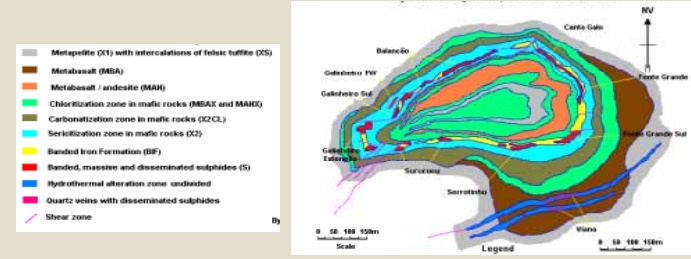 Metapelite (X1) with intercalations of felsic tuffite (XS)
Metabasalt (MBA)
Metabasalt / andesite (MAN)
Chloritization zone in mafic rocks (MBAX and MANX)
Carbonatization zone in mafic rocks (X2CL)
Sericitization zone in mafic rocks (X2)
Banded Iron Formation (BIF)
Banded, massive and disseminated sulphides (S)
Hydrothermal alteration zone undivided
Quartz veins with disseminated sulphides
Shear zone
By
NV
Canta Galo
Balancão
Galinheiro FW
Fonte Grande
Galinheiro Sul
Fonte Grande Sul
Galinheiro
Extenção
Surucucu
Serrotinho
Viana
0 50 100 150m
Scale
Legend
0 50 100 150m